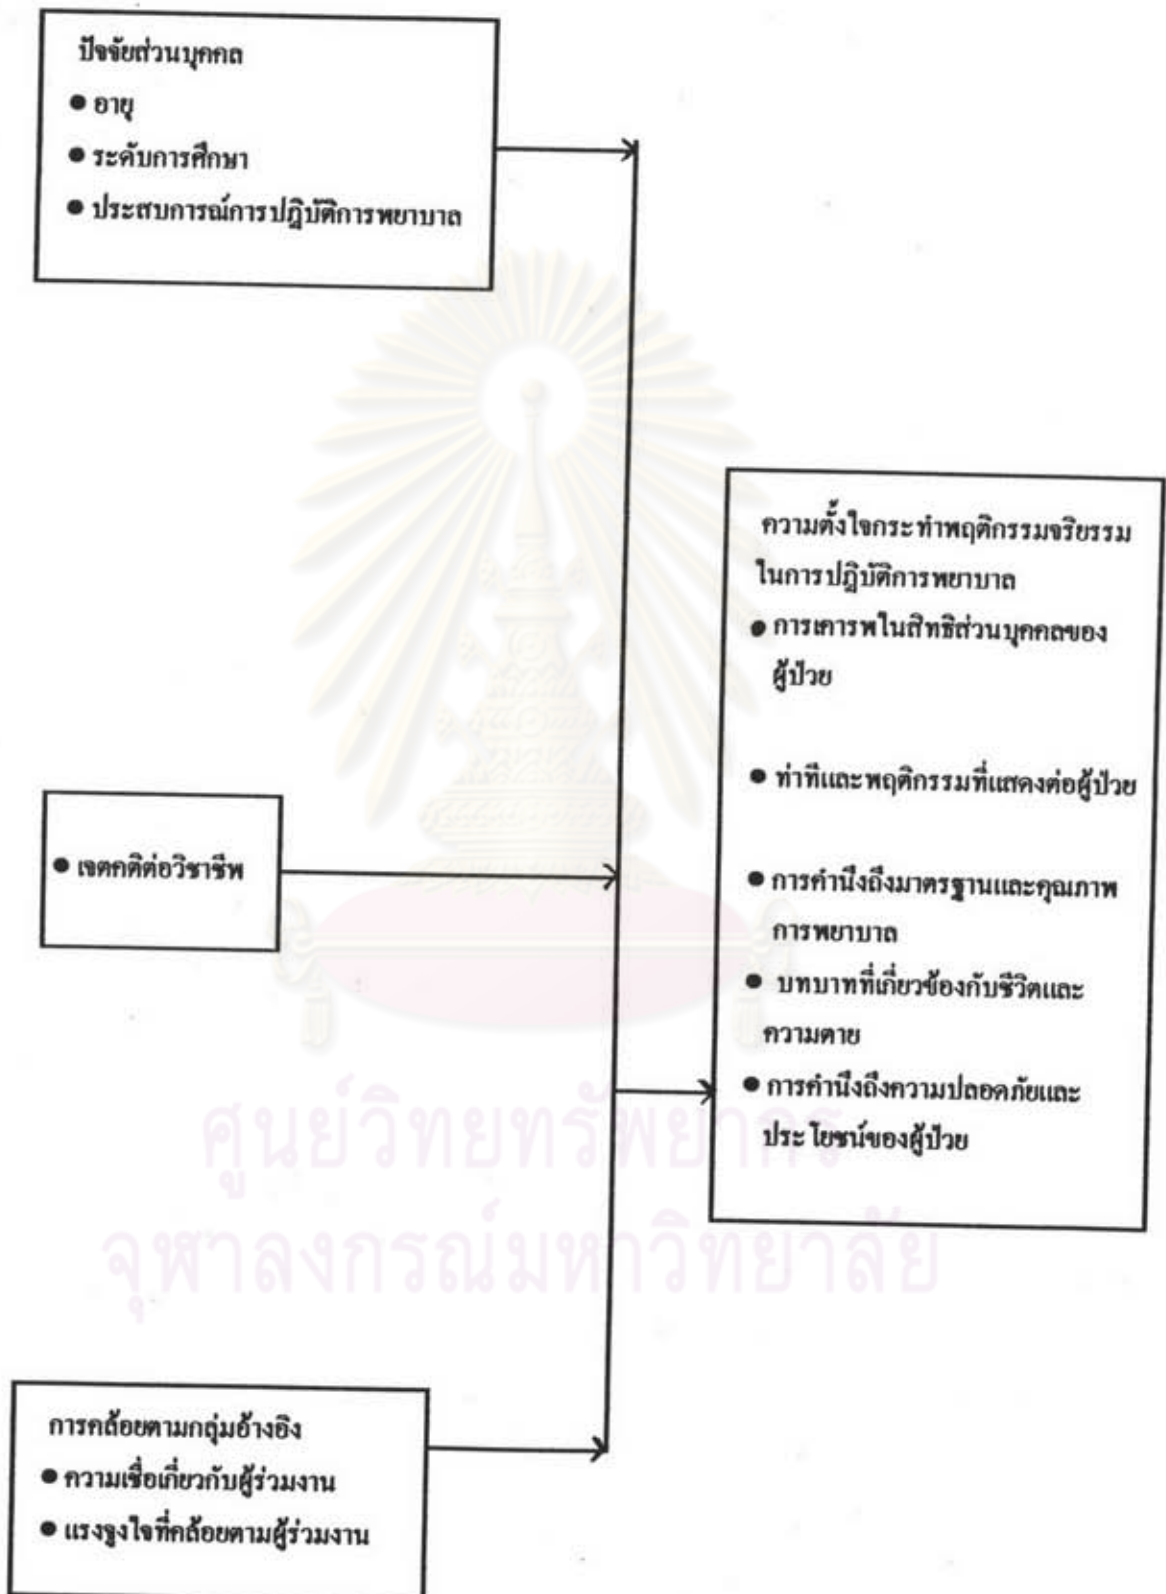 ปัจจัยส่วนบุคคล
● อายุ
● ระดับการศึกษา
● ประสบการณ์การปฏิบัติการพยาบาล
ความตั้งใจกระทำพฤติกรรมจริยธรรม
ในการปฏิบัติการพยาบาล
● การเคารพในสิทธิส่วนบุคคลของ
ผู้ป่วย
● ท่าทีและพฤติกรรมที่แสดงต่อผู้ป่วย
● เจตคติต่อวิชาชีพ
● การคำนึงถึงมาตรฐานและคุณภาพ
การพยาบาล
● บทบาทที่เกี่ยวข้องกับชีวิตและ
ความตาย
● การคำนึงถึงความปลอดภัยและ
ประโยชน์ของผู้ป่วย
ศูนย์วิทยทรัพยากร
จุฬาลงกรณ์มหาวิทยาลัย
การคล้อยตามกลุ่มอ้างอิง
● ความเชื่อเกี่ยวกับผู้ร่วมงาน
● แรงจูงใจที่คล้อยตามผู้ร่วมงาน